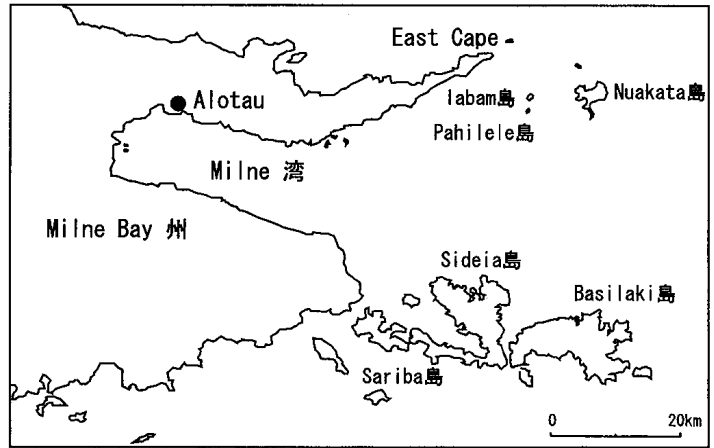 East Cape
Alotau
Iabam島
Nuakata島
Pahilele島
Milne 湾
Milne Bay 州
Sideia島
Basilaki島
Sariba島
0 20km